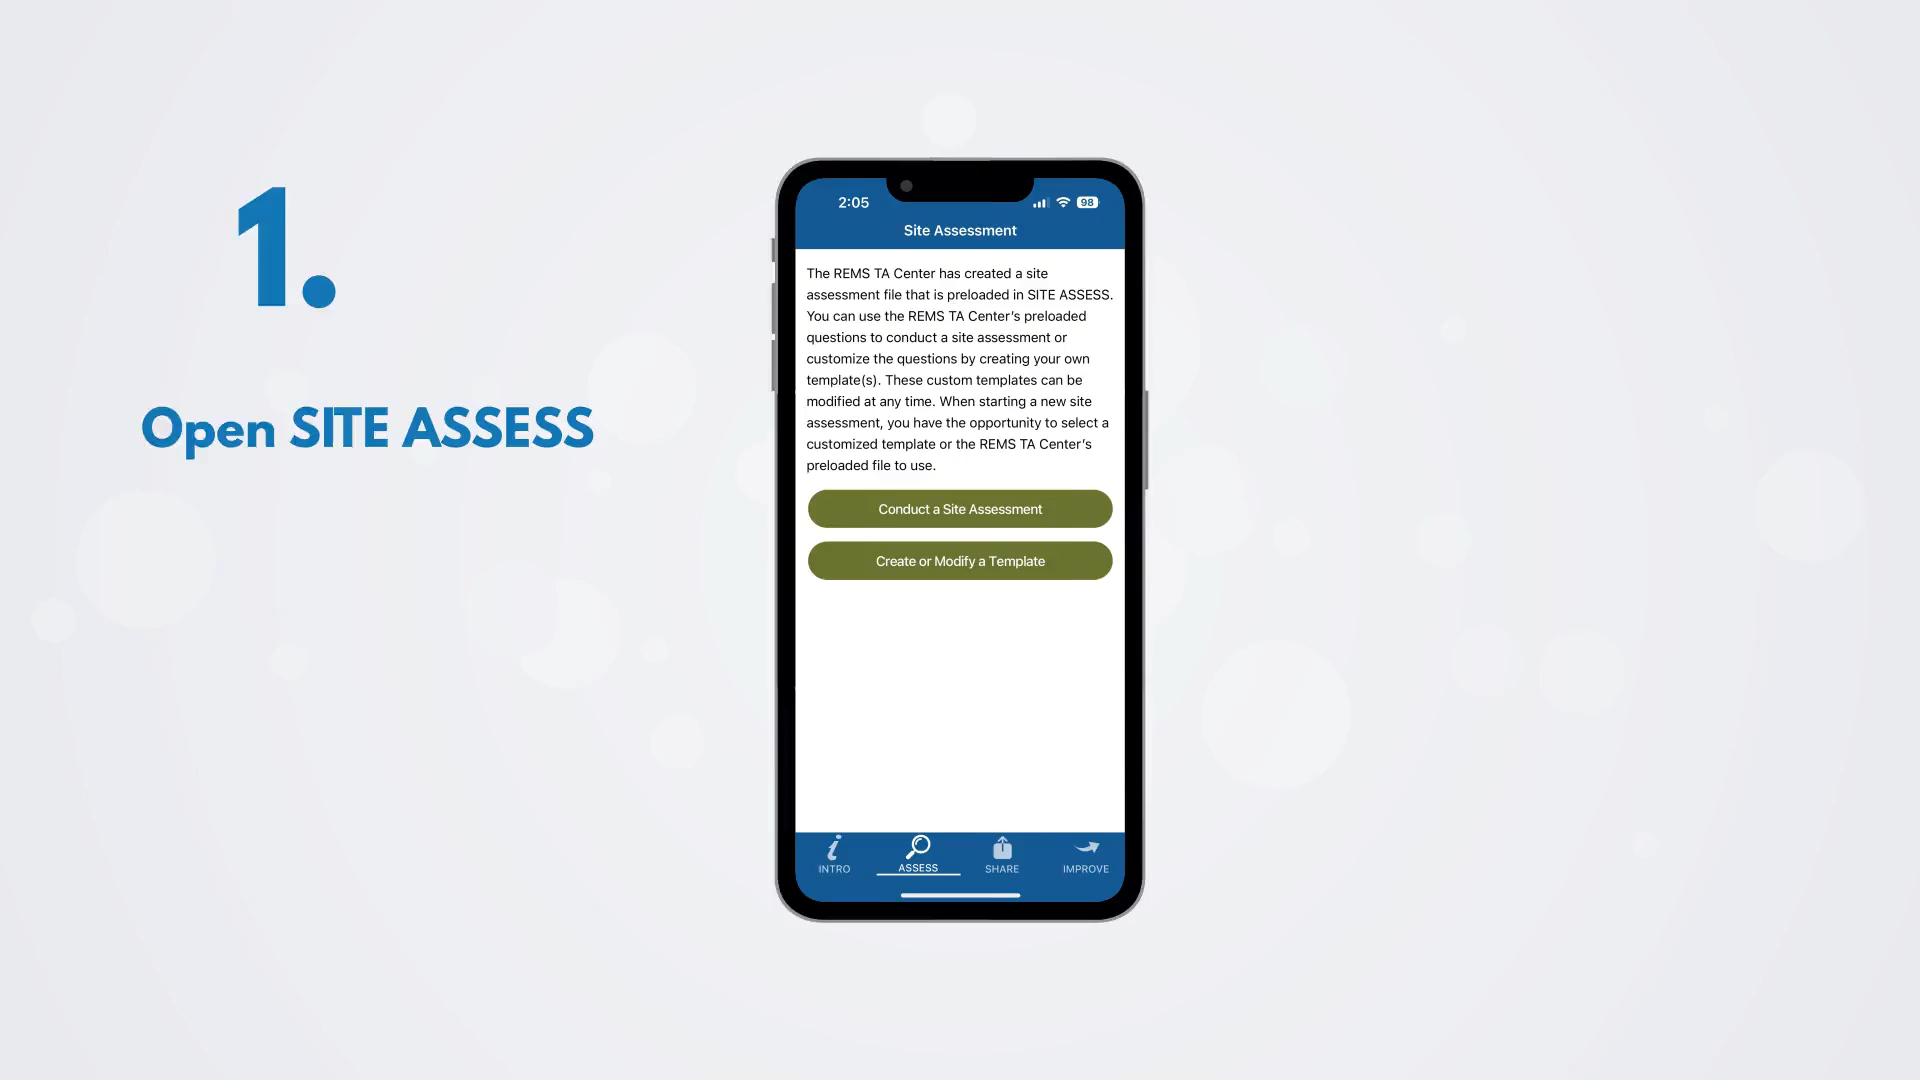 1.
Open SITE ASSESS
2:05
98
Site Assessment
The REMS TA Center has created a site
assessment file that is preloaded in SITE ASSESS.
You can use the REMS TA Center’s preloaded
questions to conduct a site assessment or
customize the questions by creating your own
template(s). These custom templates can be
modified at any time. When starting a new site
assessment, you have the opportunity to select a
customized template or the REMS TA Center’s
preloaded file to use.
Conduct a Site Assessment
Create or Modify a Template
INTRO
ASSESS
SHARE
IMPROVE